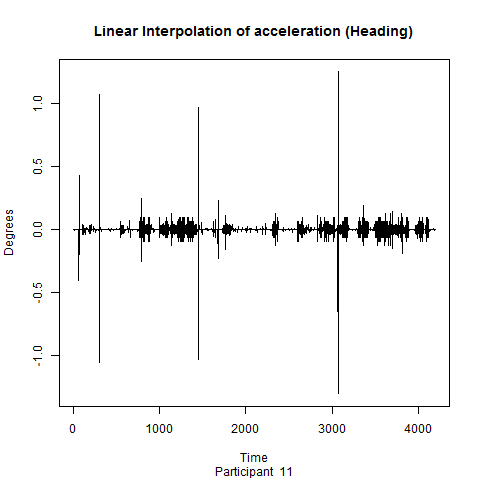 Linear Interpolation of acceleration (Heading)
1.0
0.5
0.0
-0.5
-1.0
Degrees
0 1000 2000 3000 4000
Time
Participant 11